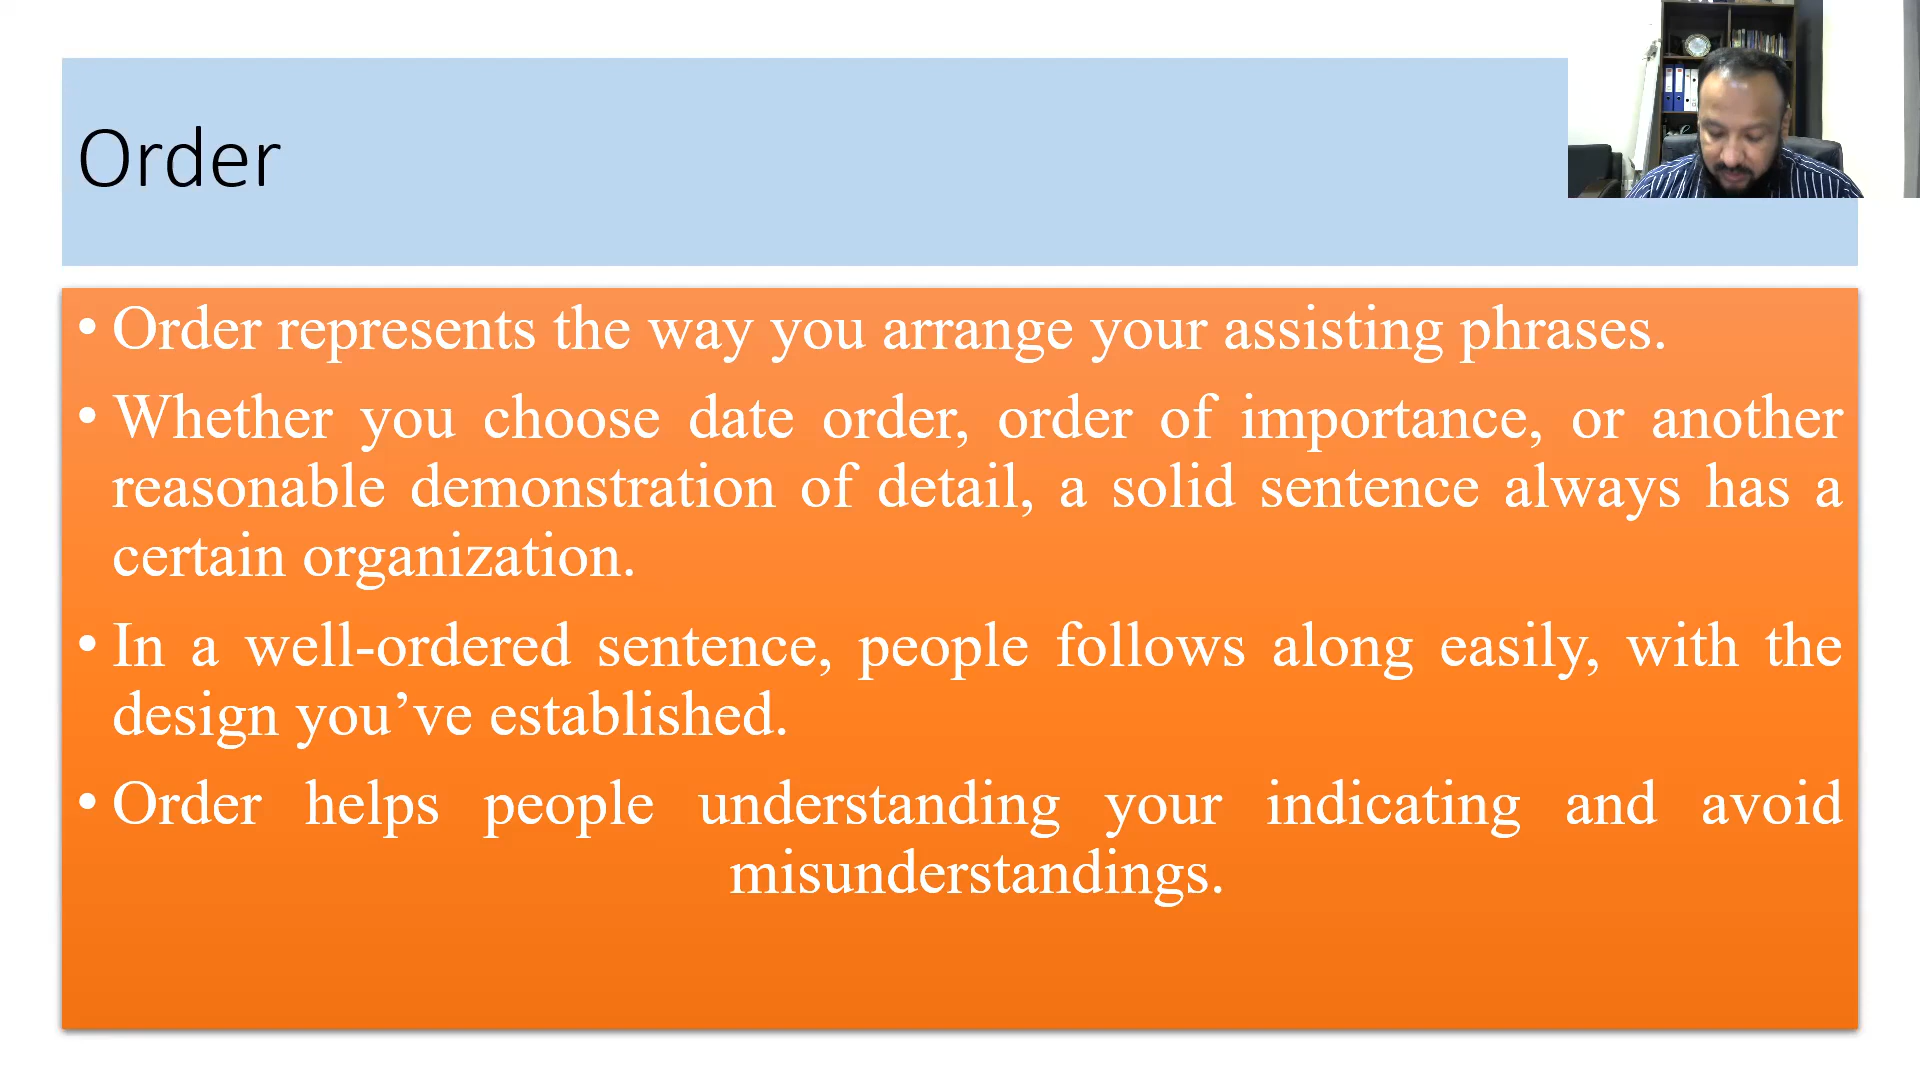 Order
• Order represents the way you arrange your assisting phrases.
• Whether you choose date order, order of importance, or another
reasonable demonstration of detail, a solid sentence always has a
certain organization.
• In a well-ordered sentence, people follows along easily, with the
design you’ve established.
• Order helps people understanding your indicating and avoid
misunderstandings.